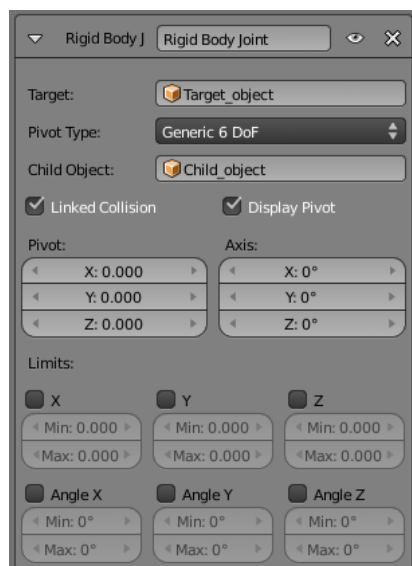 Rigid Body J Rigid Body Joint
Target: Target_object
Pivot Type: Generic 6 DoF
Child Object: Child_object
Linked Collision Display Pivot
Pivot: Axis:
X: 0.000 X: 0°
Y: 0.000 Y: 0°
Z: 0.000 Z: 0°
Limits:
X Y Z
Min: 0.000 Min: 0.000 Min: 0.000
Max: 0.000 Max: 0.000 Max: 0.000
Angle X Angle Y Angle Z
Min: 0° Min: 0° Min: 0°
Max: 0° Max: 0° Max: 0°